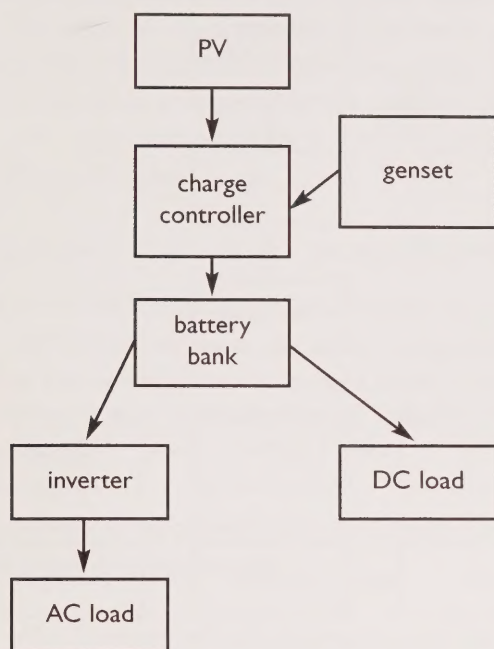 PV
genset
charge
controller
battery
bank
inverter
DC load
AC load